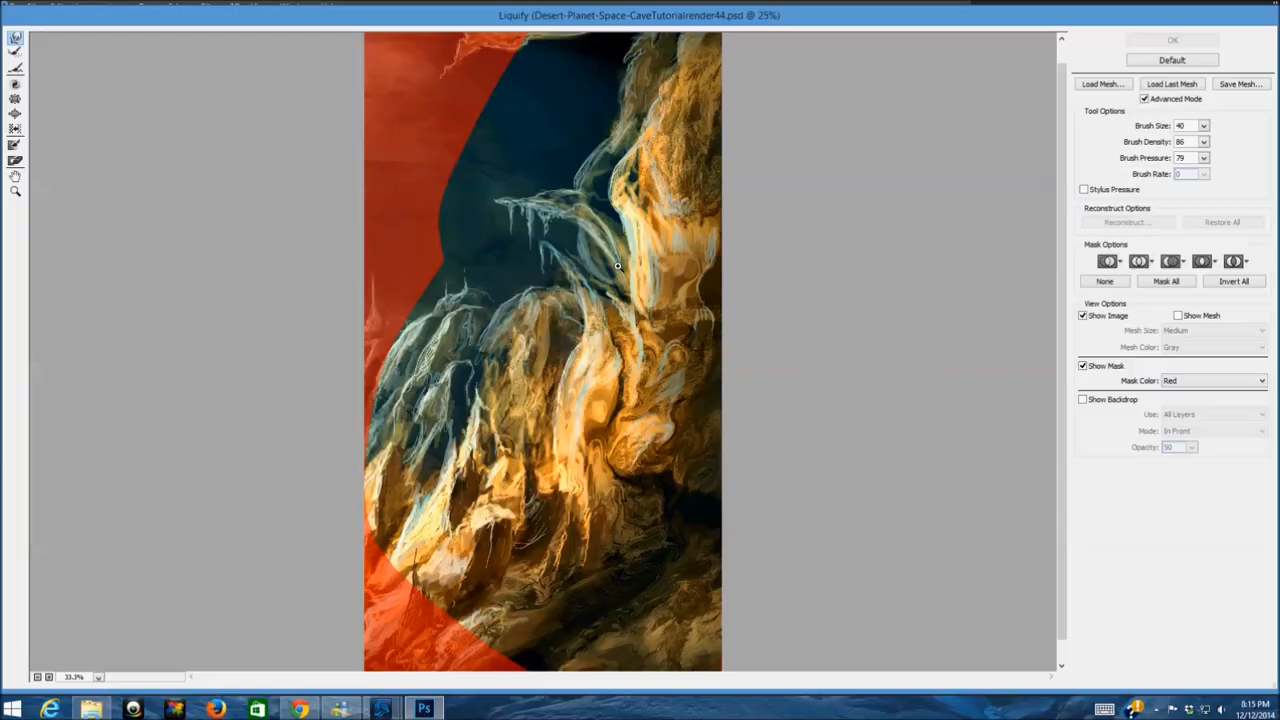 Liquify (Desert-Planet-Space-CaveTutorialrender44.psd @ 25%)
OK
Default
Load Mesh... Load Last Mesh Save Mesh...
Advanced Mode
Tool Options
Brush Size: 40
Brush Density: 86
Brush Pressure: 79
Brush Rate: 0
Stylus Pressure
Reconstruct Options
Reconstruct... Restore All
Mask Options
None Mask All Invert All
View Options
Show Image Show Mesh
Mesh Size: Medium
Mesh Color: Gray
Show Mask
Mask Color: Red
Show Backdrop
Use: All Layers
Mode: In Front
Opacity: 50
33.3%
Ps
8:15 PM
12/12/2014